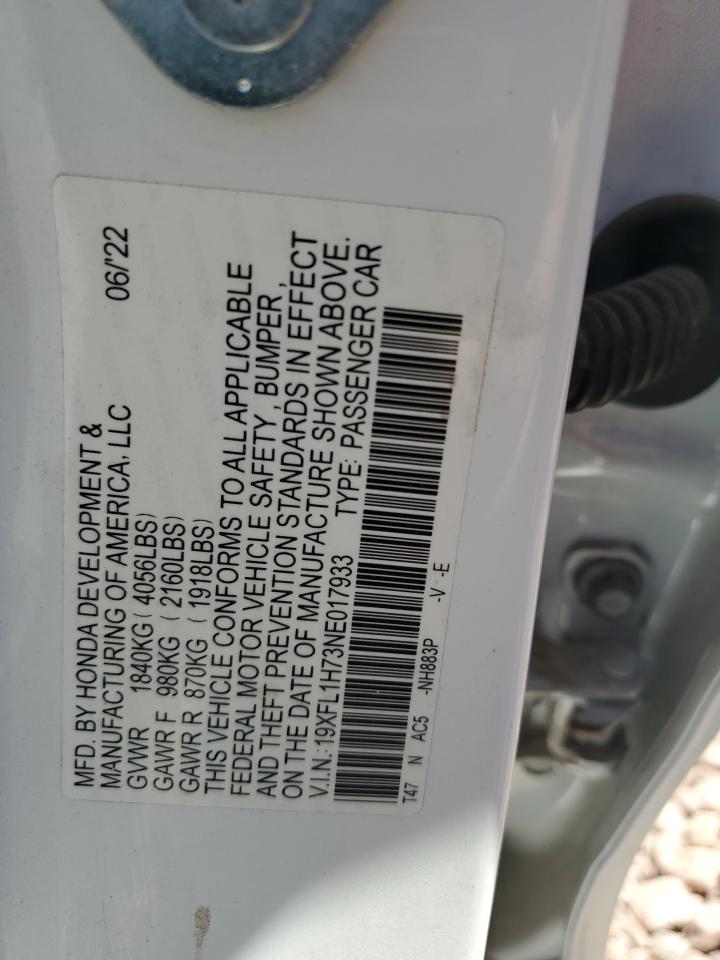 MFD. BY HONDA DEVELOPMENT &
MANUFACTURING OF AMERICA, LLC 06/'22
GVWR 1840KG ( 4056LBS)
GAWR F 980KG ( 2160LBS)
GAWR R 870KG ( 1918LBS)
THIS VEHICLE CONFORMS TO ALL APPLICABLE
FEDERAL MOTOR VEHICLE SAFETY, BUMPER,
AND THEFT PREVENTION STANDARDS IN EFFECT
ON THE DATE OF MANUFACTURE SHOWN ABOVE.
V.I.N.:19XFL1H73NE017933 TYPE: PASSENGER CAR
T47 N AC5 -NH883P -V -E